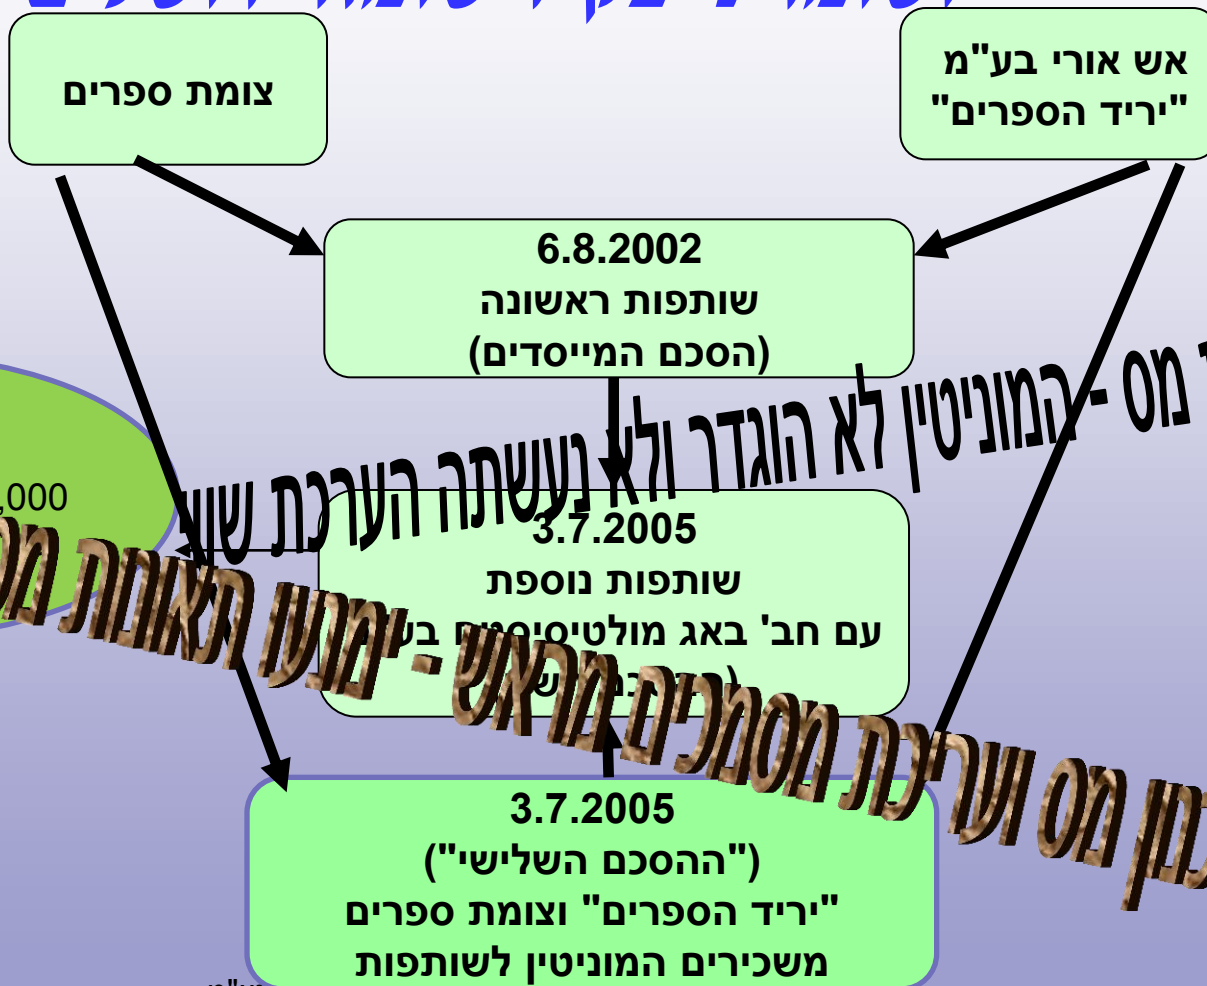 אש אורי בע"מ
"יריד הספרים"
צומת ספרים
6.8.2002
שותפות ראשונה
(הסכם המייסדים)
מס - המוניטין לא הוגדר ולא נעשתה הערכת שווי
,000
3.7.2005
שותפות נוספת
עם חב' באג מולטיסיסטם
מס ועריכת מסמכים מראש - ימנעו תאונות
3.7.2005
("ההסכם השלישי")
"יריד הספרים" וצומת ספרים
משכירים המוניטין לשותפות